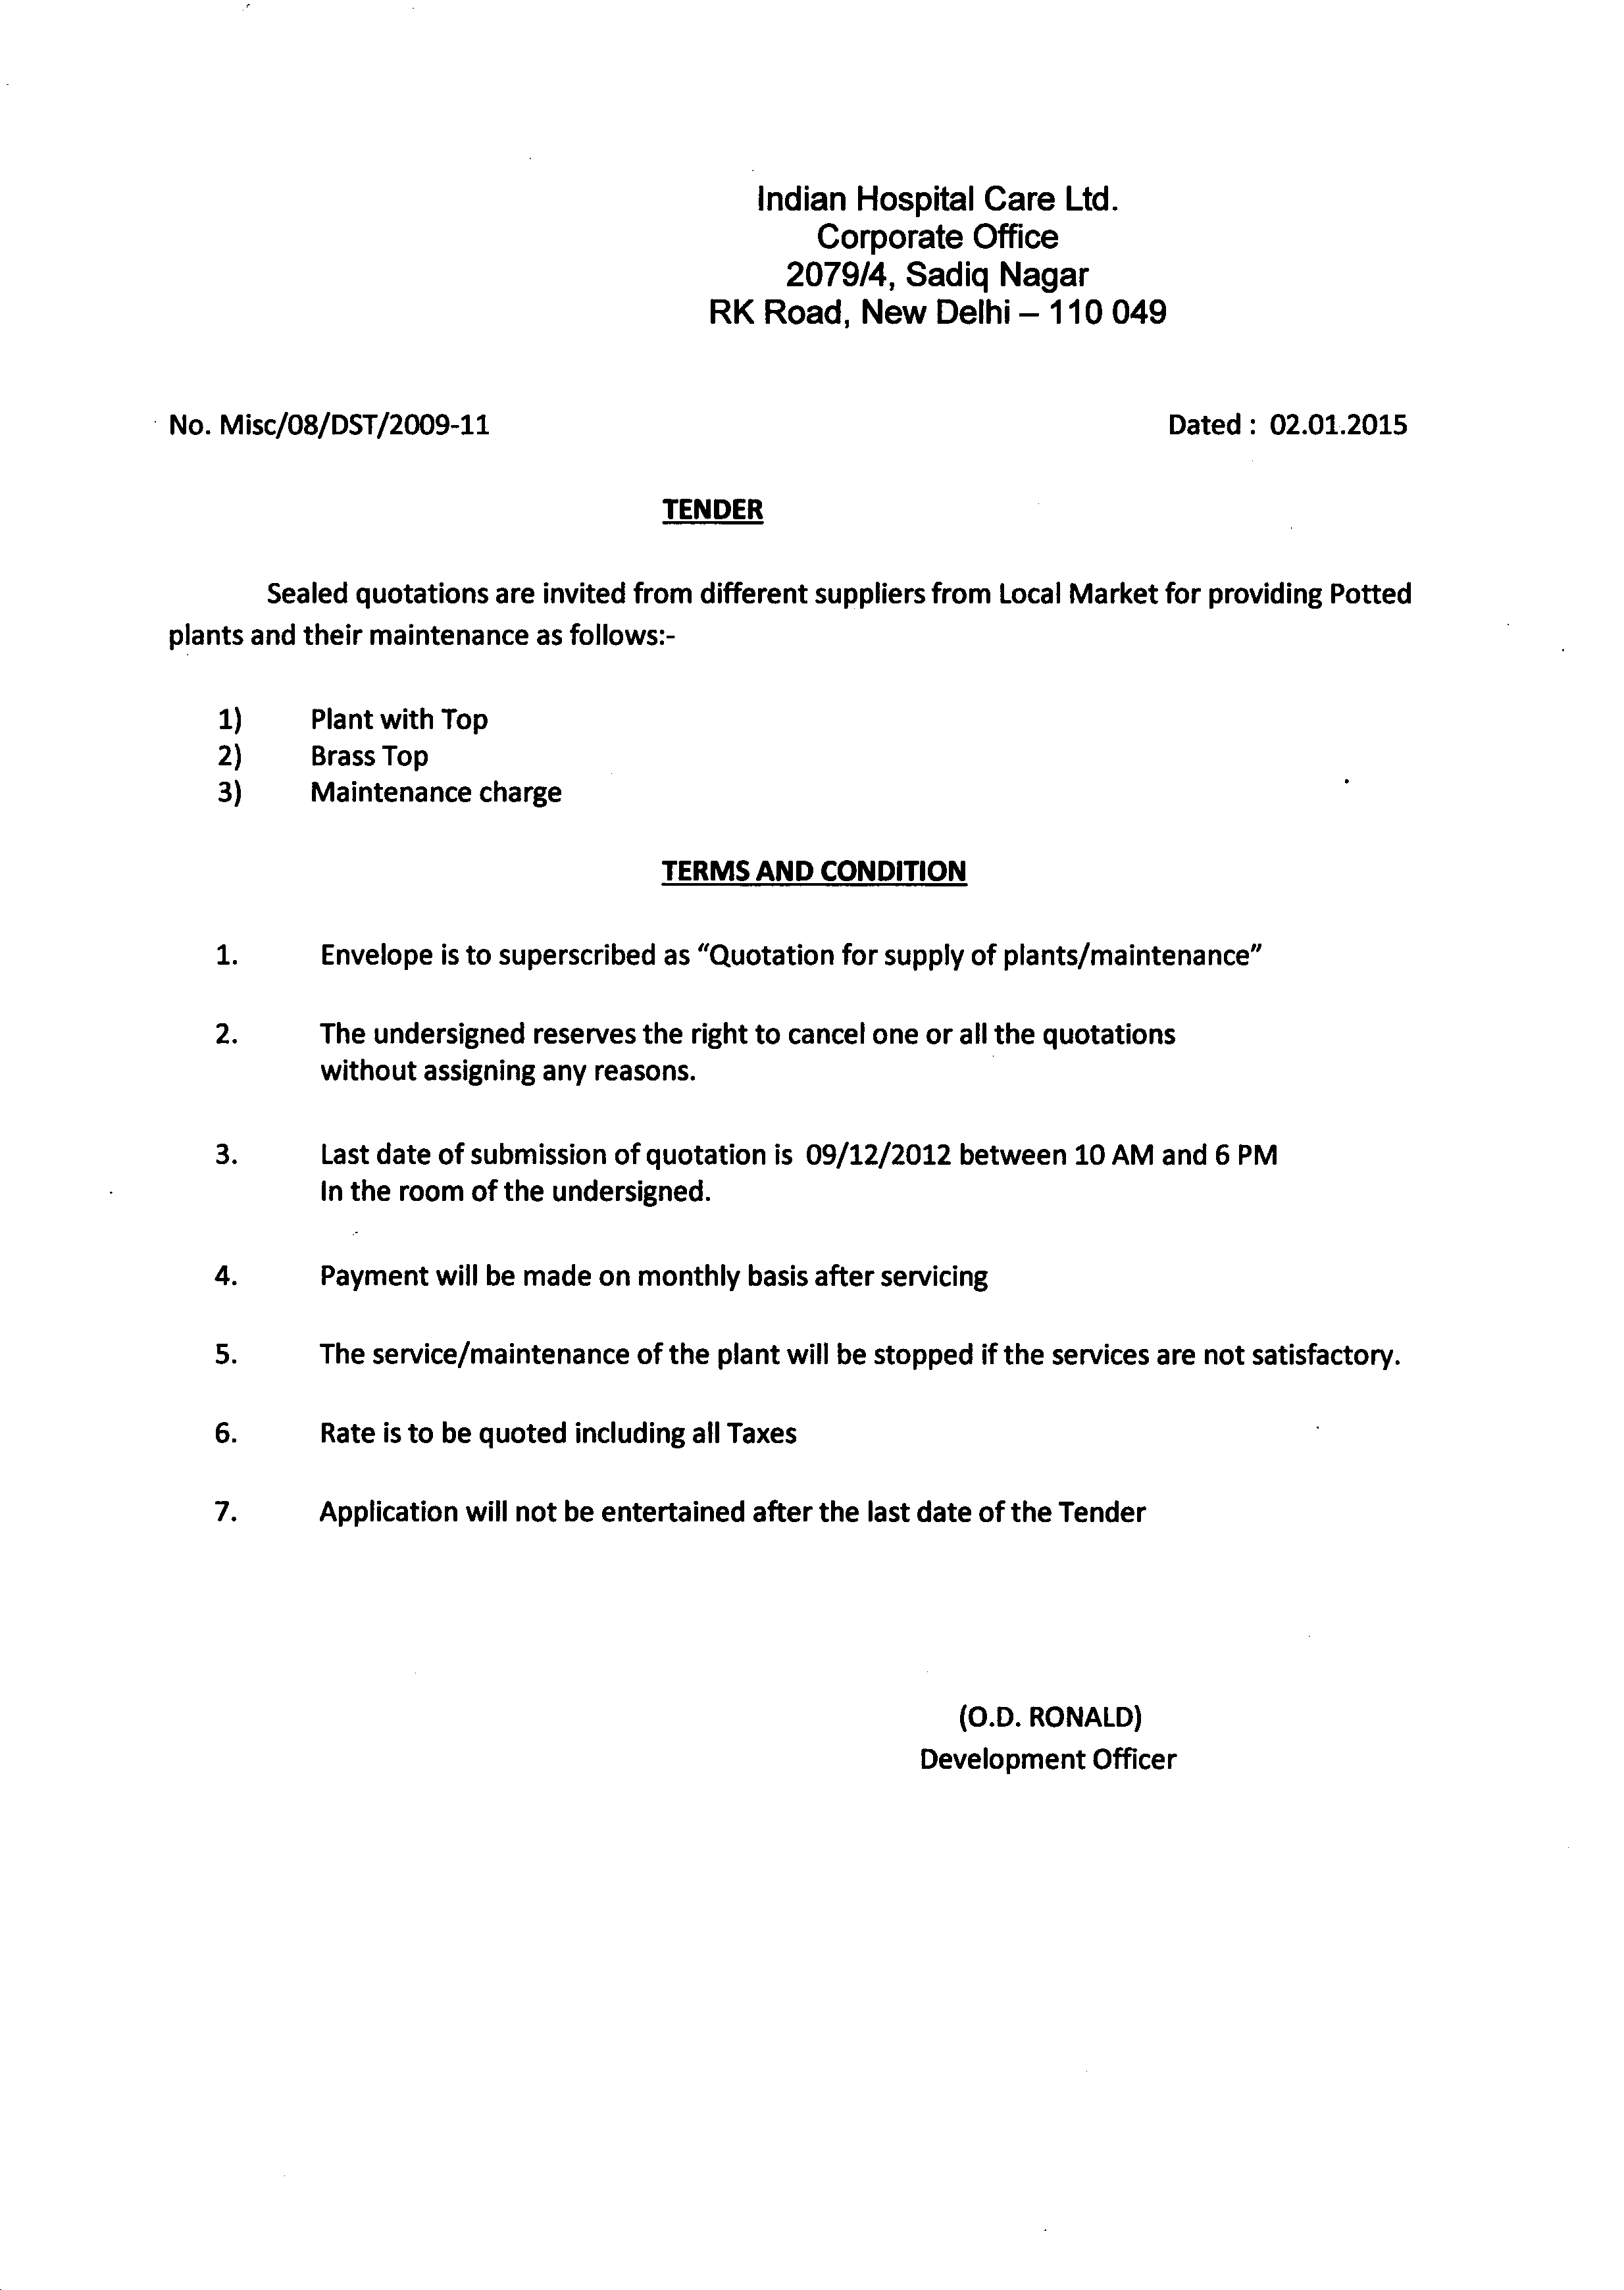 Indian Hospital Care Ltd.
Corporate Office
2079/4, Sadiq Nagar
RK Road, New Delhi – 110 049
No. Misc/08/DST/2009-11 Dated : 02.01.2015
TENDER
Sealed quotations are invited from different suppliers from Local Market for providing Potted
plants and their maintenance as follows:-
1) Plant with Top
2) Brass Top
3) Maintenance charge
TERMS AND CONDITION
1. Envelope is to superscribed as “Quotation for supply of plants/maintenance”
2. The undersigned reserves the right to cancel one or all the quotations
without assigning any reasons.
3. Last date of submission of quotation is 09/12/2012 between 10 AM and 6 PM
In the room of the undersigned.
4. Payment will be made on monthly basis after servicing
5. The service/maintenance of the plant will be stopped if the services are not satisfactory.
6. Rate is to be quoted including all Taxes
7. Application will not be entertained after the last date of the Tender
(O.D. RONALD)
Development Officer